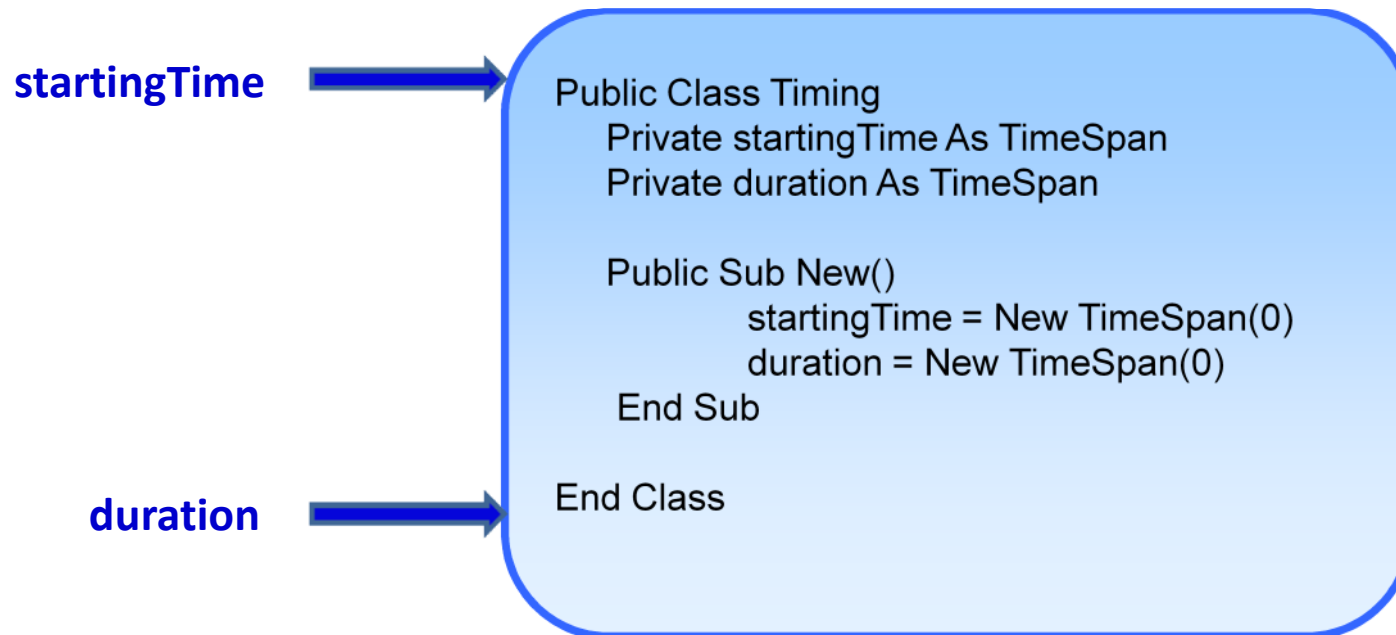 startingTime
Public Class Timing
Private startingTime As TimeSpan
Private duration As TimeSpan
Public Sub New()
startingTime = New TimeSpan(0)
duration = New TimeSpan(0)
End Sub
End Class
duration